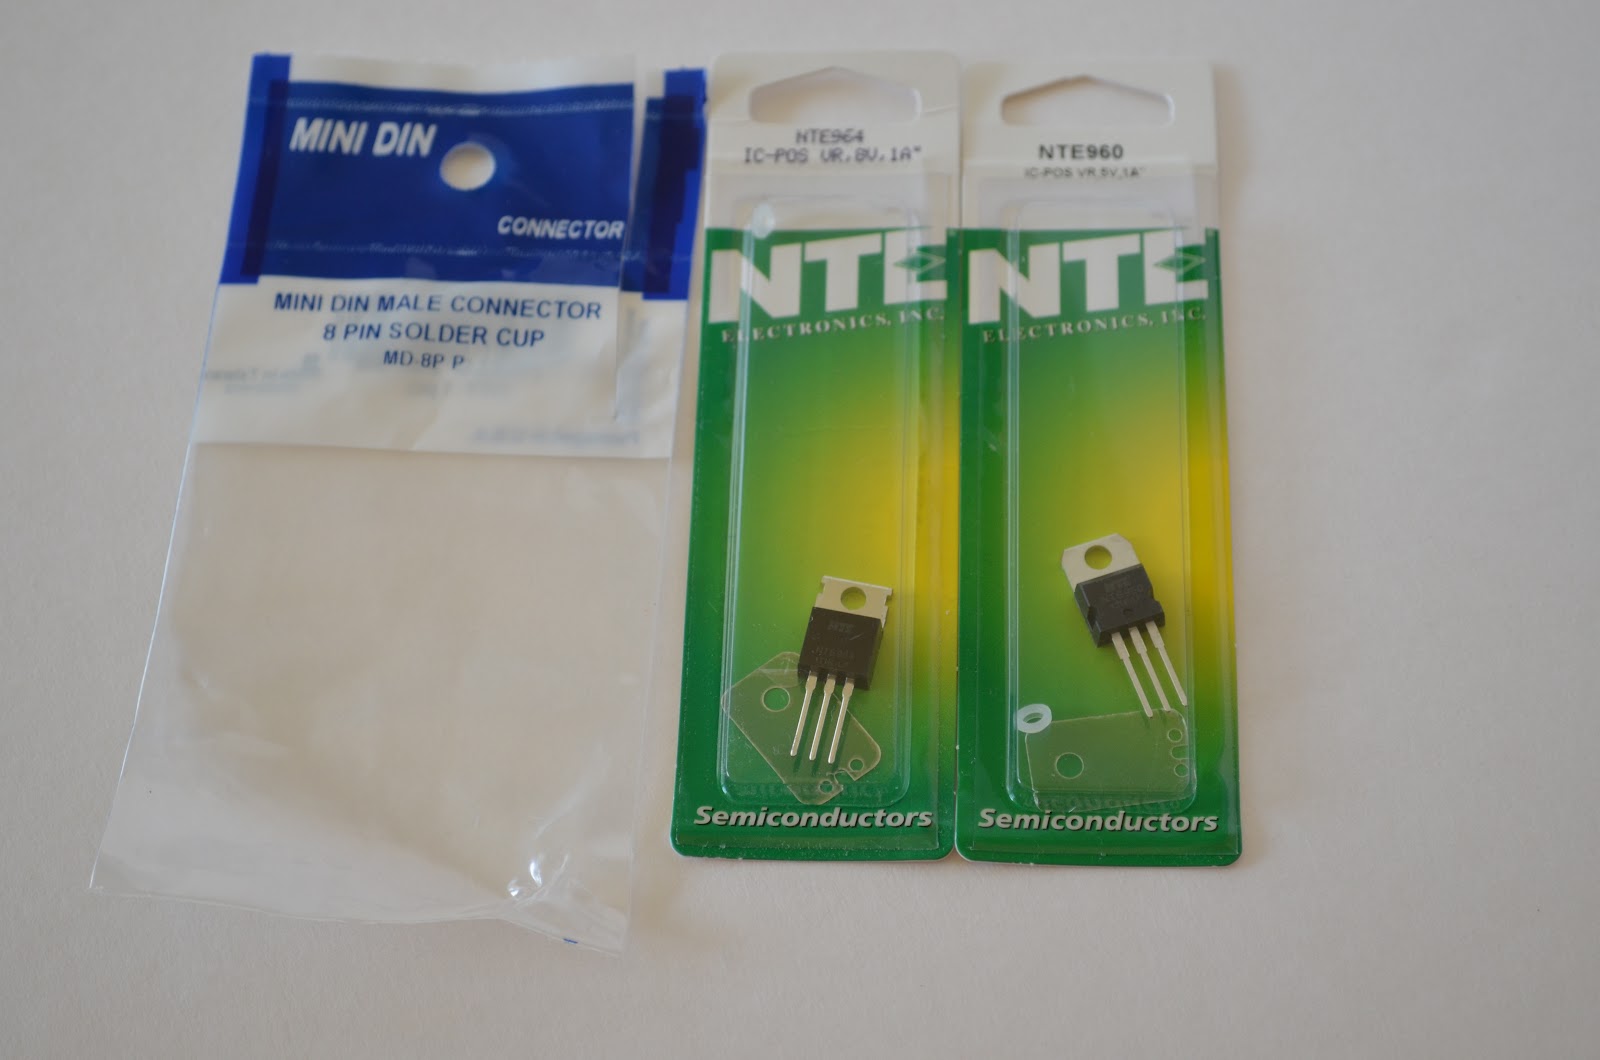 MINI DIN
CONNECTOR
MINI DIN MALE CONNECTOR
8 PIN SOLDER CUP
MD-8P P
NTE964
IC-POS VR,8V,1A"
NTE
ELECTRONICS, INC.
NTE
Semiconductors
NTE960
IC-POS VR,5V,1A"
NTE
ELECTRONICS, INC.
Semiconductors